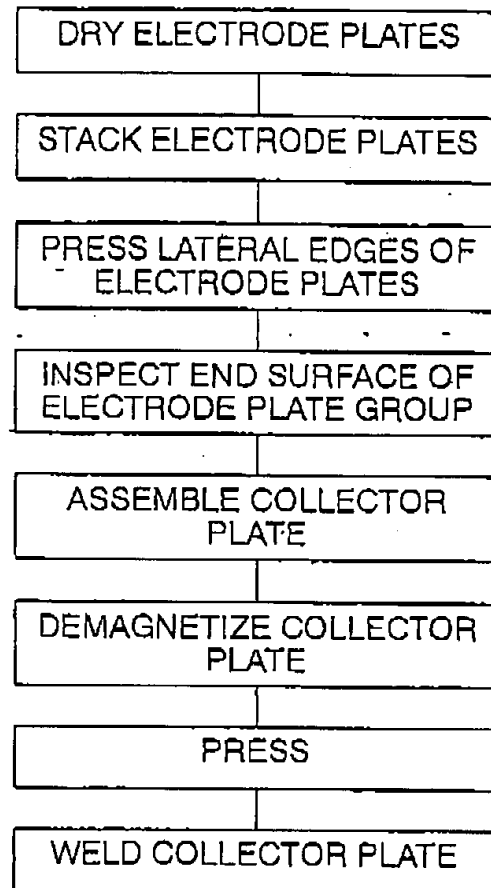 DRY ELECTRODE PLATES
STACK ELECTRODE PLATES
PRESS LATERAL EDGES OF
ELECTRODE PLATES
INSPECT END SURFACE OF
ELECTRODE PLATE GROUP
ASSEMBLE COLLECTOR
PLATE
DEMAGNETIZE COLLECTOR
PLATE
PRESS
WELD COLLECTOR PLATE